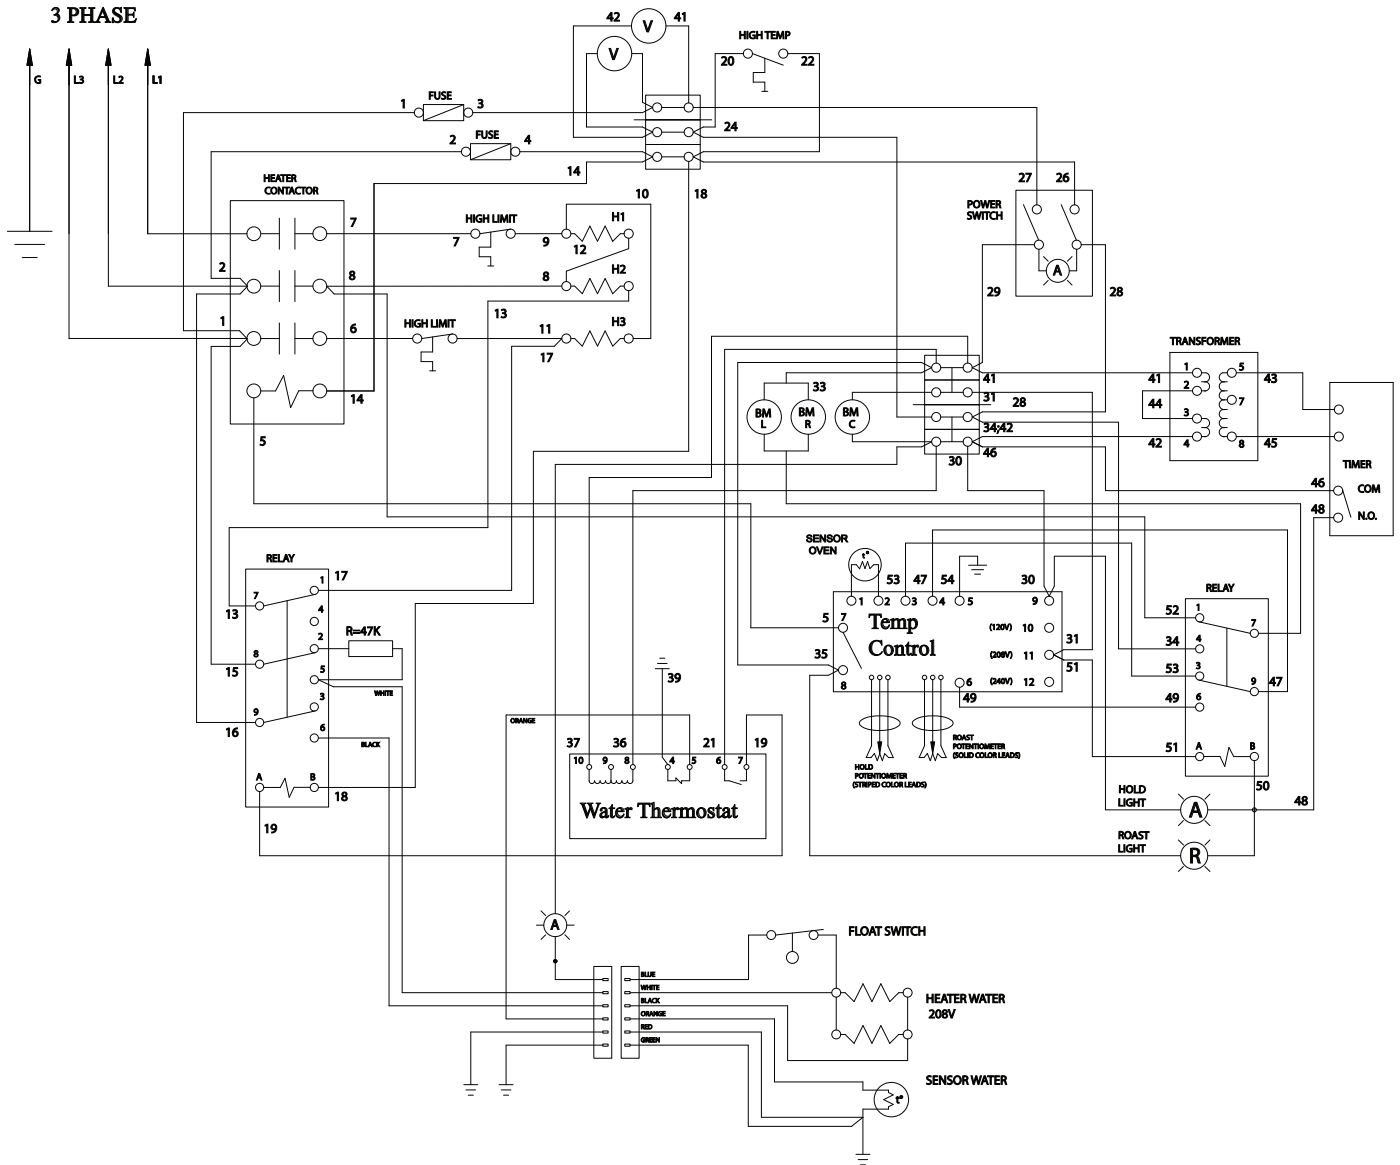 3 PHASE
42
41
V
V
HIGH TEMP
20
22
G
L3
L2
L1
FUSE
1
3
FUSE
2
4
24
14
HEATER
CONTACTOR
10
18
27
26
POWER
SWITCH
7
HIGH LIMIT
7
9
H1
12
A
2
8
8
H2
29
28
13
1
6
HIGH LIMIT
11
17
H3
TRANSFORMER
14
5
BM
L
33
BM
R
BM
C
41
31
28
34;42
46
30
41
1
2
44
3
42
4
5
43
7
8
45
TIMER
46
COM
48
N.O.
RELAY
17
1
7
13
4
2
R=47K
8
15
5
WHITE
3
9
16
6
BLACK
A
B
18
19
SENSOR
OVEN
t°
53
47
54
30
1
2
3
4
5
9
5
7
Temp
Control
(120V)
10
31
(208V)
11
51
35
8
6
49
(240V)
12
HOLD
POTENTIOMETER
(STRIPED COLOR LEADS)
ROAST
POTENTIOMETER
(SOLID COLOR LEADS)
RELAY
52
1
7
34
4
53
3
9
47
49
6
51
A
B
50
48
HOLD
LIGHT
A
ROAST
LIGHT
R
39
ORANGE
37
36
21
19
10
9
8
4
5
6
7
Water Thermostat
A
BLUE
WHITE
BLACK
ORANGE
RED
GREEN
FLOAT SWITCH
HEATER WATER
208V
SENSOR WATER
t°